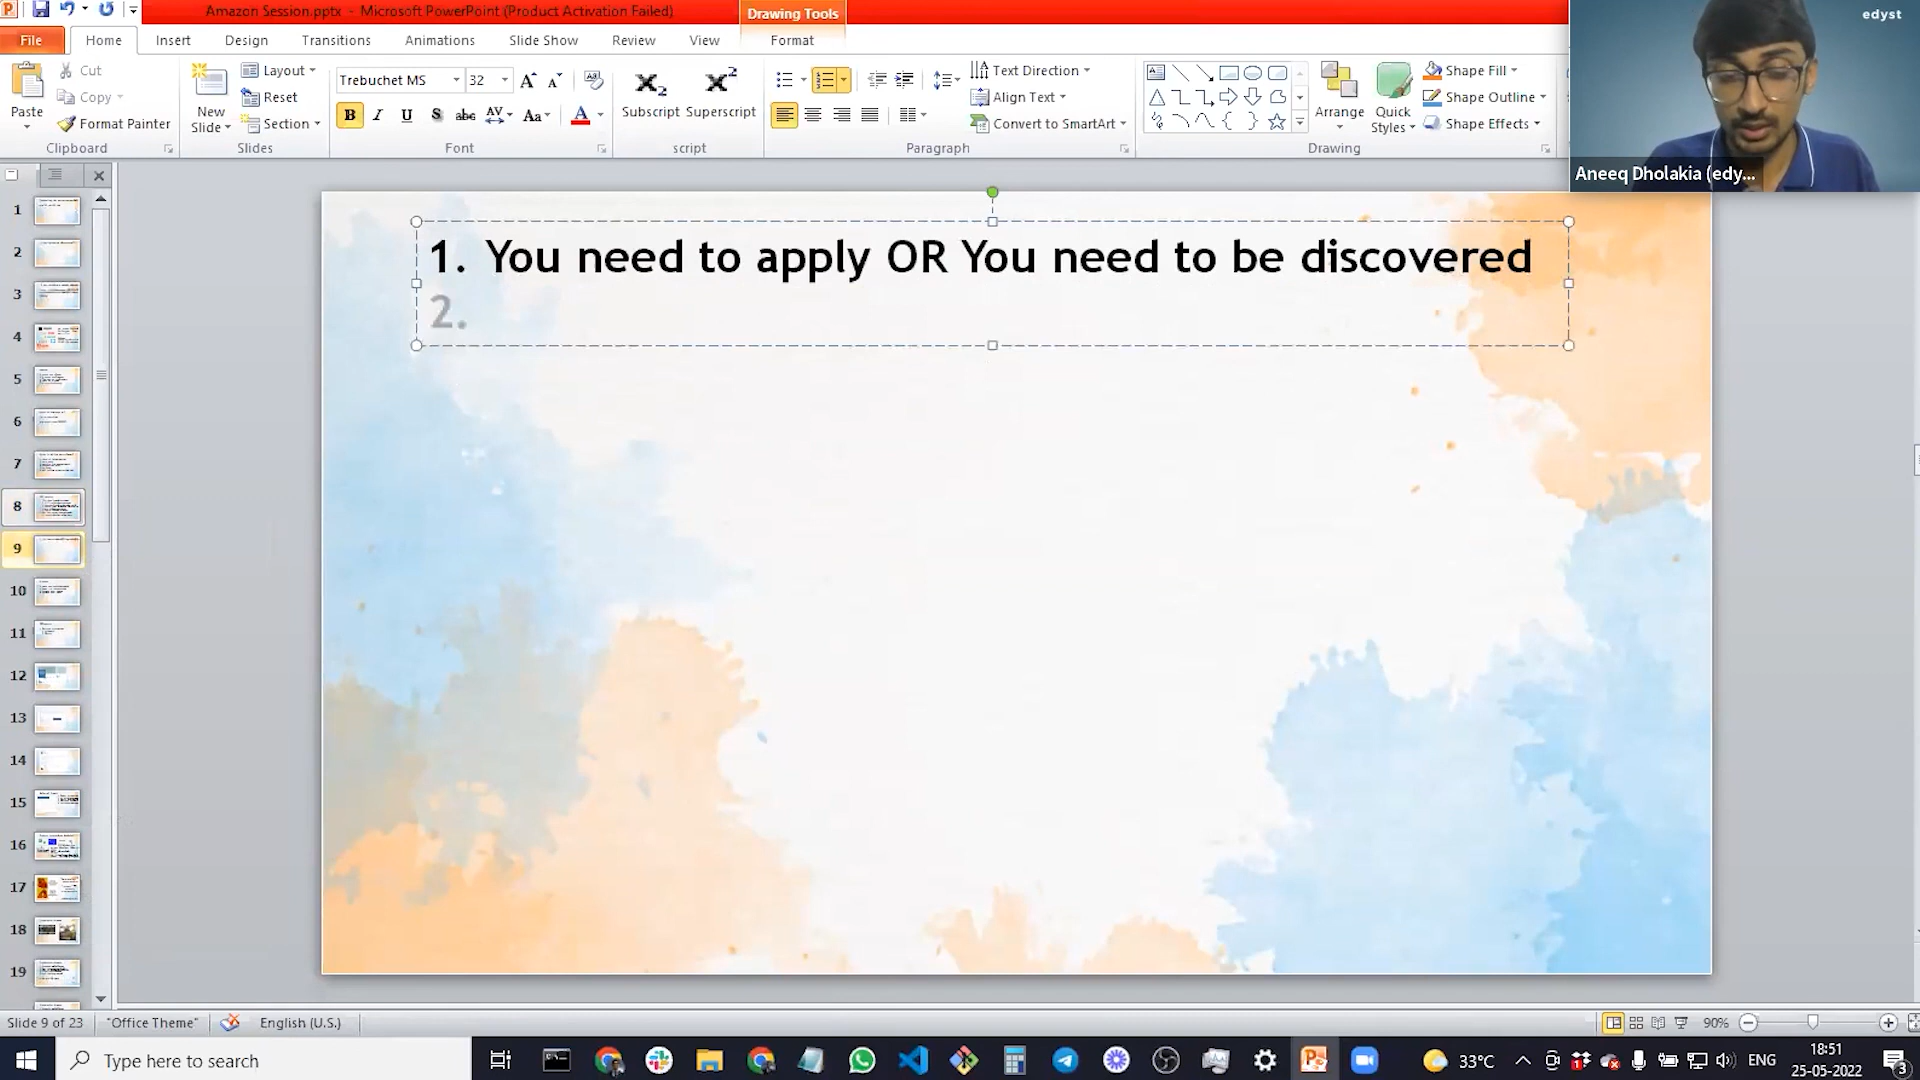 Amazon Session.pptx - Microsoft PowerPoint (Product Activation Failed)
Drawing Tools
edyst
File Home Insert Design Transitions Animations Slide Show Review View Format
Paste
Cut
Copy
Format Painter
Clipboard
New Slide
Layout
Reset
Section
Slides
Trebuchet MS 32
B I U S abc AV Aa A
Font
Subscript Superscript
script
Text Direction
Align Text
Convert to SmartArt
Paragraph
Arrange
Quick Styles
Shape Fill
Shape Outline
Shape Effects
Drawing
Aneeq Dholakia (edy...
1. You need to apply OR You need to be discovered
2.
1
2
3
4
5
6
7
8
9
10
11
12
13
14
15
16
17
18
19
Slide 9 of 23 "Office Theme" English (U.S.) 90%
Type here to search
33°C ENG
18:51
25-05-2022
3